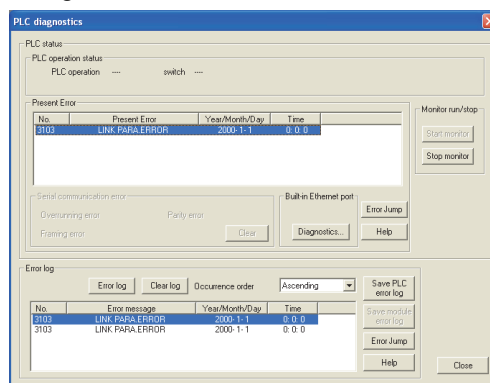 PLC diagnostics
PLC status
PLC operation status
PLC operation ---- switch ----
Present Error
No. Present Error Year/Month/Day Time
3103 LINK PARA.ERROR 2000- 1- 1 0: 0: 0
Monitor run/stop
Start monitor
Stop monitor
Serial communication error
Overrunning error Parity error
Framing error Clear
Built-in Ethernet port
Diagnostics...
Error Jump
Help
Error log
Error log Clear log Occurrence order Ascending
Save PLC
error log
No. Error message Year/Month/Day Time
3103 LINK PARA.ERROR 2000- 1- 1 0: 0: 0
3103 LINK PARA.ERROR 2000- 1- 1 0: 0: 0
Save module
error log
Error Jump
Help
Close